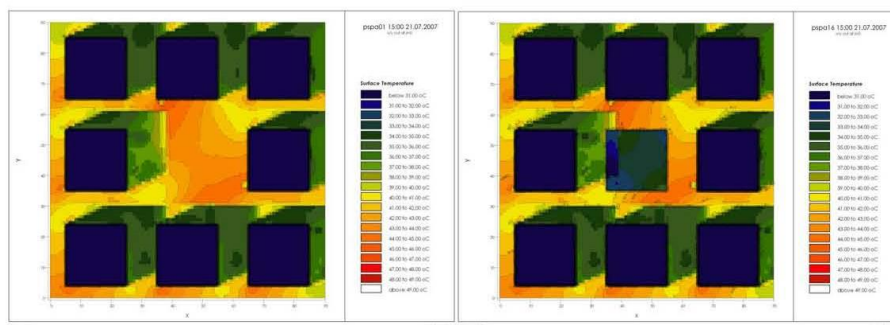 pspa01 15:00 21.07.2007
Surface Temperature
below 31.00 oC
31.00 to 32.00 oC
32.00 to 33.00 oC
33.00 to 34.00 oC
34.00 to 35.00 oC
35.00 to 36.00 oC
36.00 to 37.00 oC
37.00 to 38.00 oC
38.00 to 39.00 oC
39.00 to 40.00 oC
40.00 to 41.00 oC
41.00 to 42.00 oC
42.00 to 43.00 oC
43.00 to 44.00 oC
44.00 to 45.00 oC
45.00 to 46.00 oC
46.00 to 47.00 oC
47.00 to 48.00 oC
48.00 to 49.00 oC
above 49.00 oC
y
x
pspa16 15:00 21.07.2007
Surface Temperature
below 31.00 oC
31.00 to 32.00 oC
32.00 to 33.00 oC
33.00 to 34.00 oC
34.00 to 35.00 oC
35.00 to 36.00 oC
36.00 to 37.00 oC
37.00 to 38.00 oC
38.00 to 39.00 oC
39.00 to 40.00 oC
40.00 to 41.00 oC
41.00 to 42.00 oC
42.00 to 43.00 oC
43.00 to 44.00 oC
44.00 to 45.00 oC
45.00 to 46.00 oC
46.00 to 47.00 oC
47.00 to 48.00 oC
48.00 to 49.00 oC
above 49.00 oC
y
x